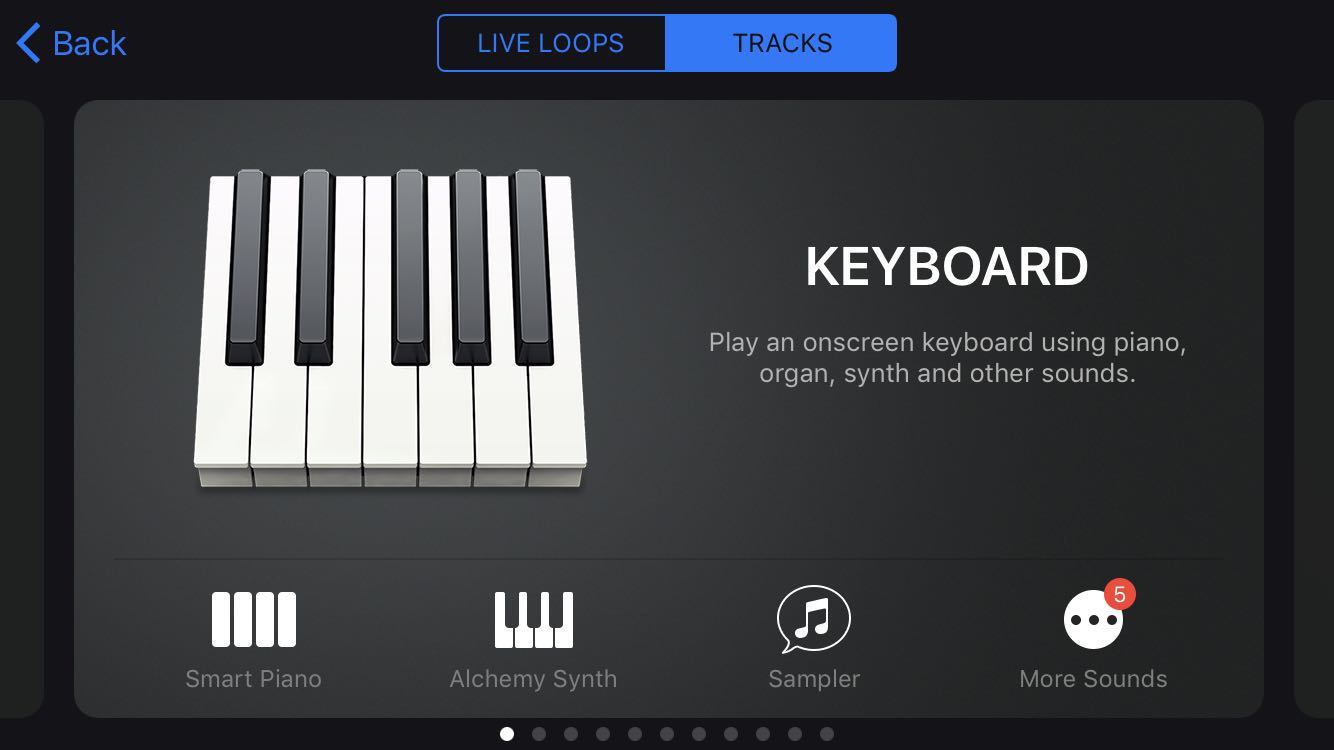 Back
LIVE LOOPS
TRACKS
KEYBOARD
Play an onscreen keyboard using piano,
organ, synth and other sounds.
5
Smart Piano
Alchemy Synth
Sampler
More Sounds